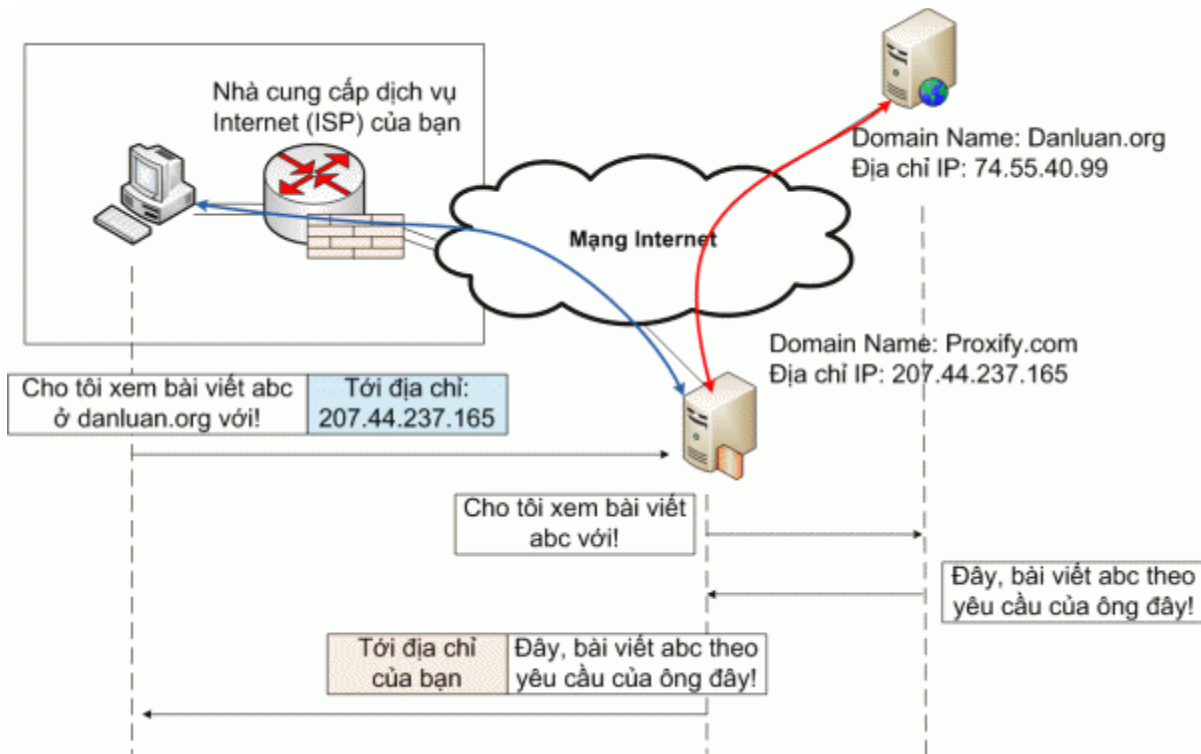 Nhà cung cấp dịch vụ
Internet (ISP) của bạn
Domain Name: Danluan.org
Địa chỉ IP: 74.55.40.99
Mạng Internet
Domain Name: Proxify.com
Địa chỉ IP: 207.44.237.165
Cho tôi xem bài viết abc
ở danluan.org với!
Tới địa chỉ:
207.44.237.165
Cho tôi xem bài viết
abc với!
Đây, bài viết abc theo
yêu cầu của ông đây!
Tới địa chỉ
của bạn
Đây, bài viết abc theo
yêu cầu của ông đây!